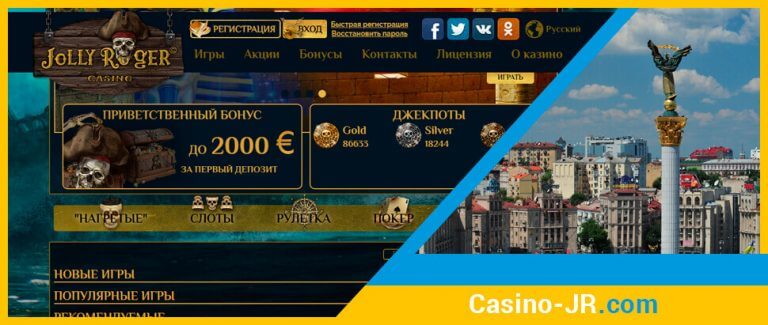 JOLLY ROGER
CASINO
РЕГИСТРАЦИЯ
ВХОД
Быстрая регистрация
Восстановить пароль
Русский
Игры Акции Бонусы Контакты Лицензия О казино
ИГРАТЬ
ПРИВЕТСТВЕННЫЙ БОНУС
ДО 2000 €
ЗА ПЕРВЫЙ ДЕПОЗИТ
ДЖЕКПОТЫ
Gold
86633
Silver
18244
"НАГРЕТЫЕ" СЛОТЫ РУЛЕТКА ПОКЕР
НОВЫЕ ИГРЫ
ПОПУЛЯРНЫЕ ИГРЫ
РЕКОМЕНДУЕМЫЕ
Casino-JR.com